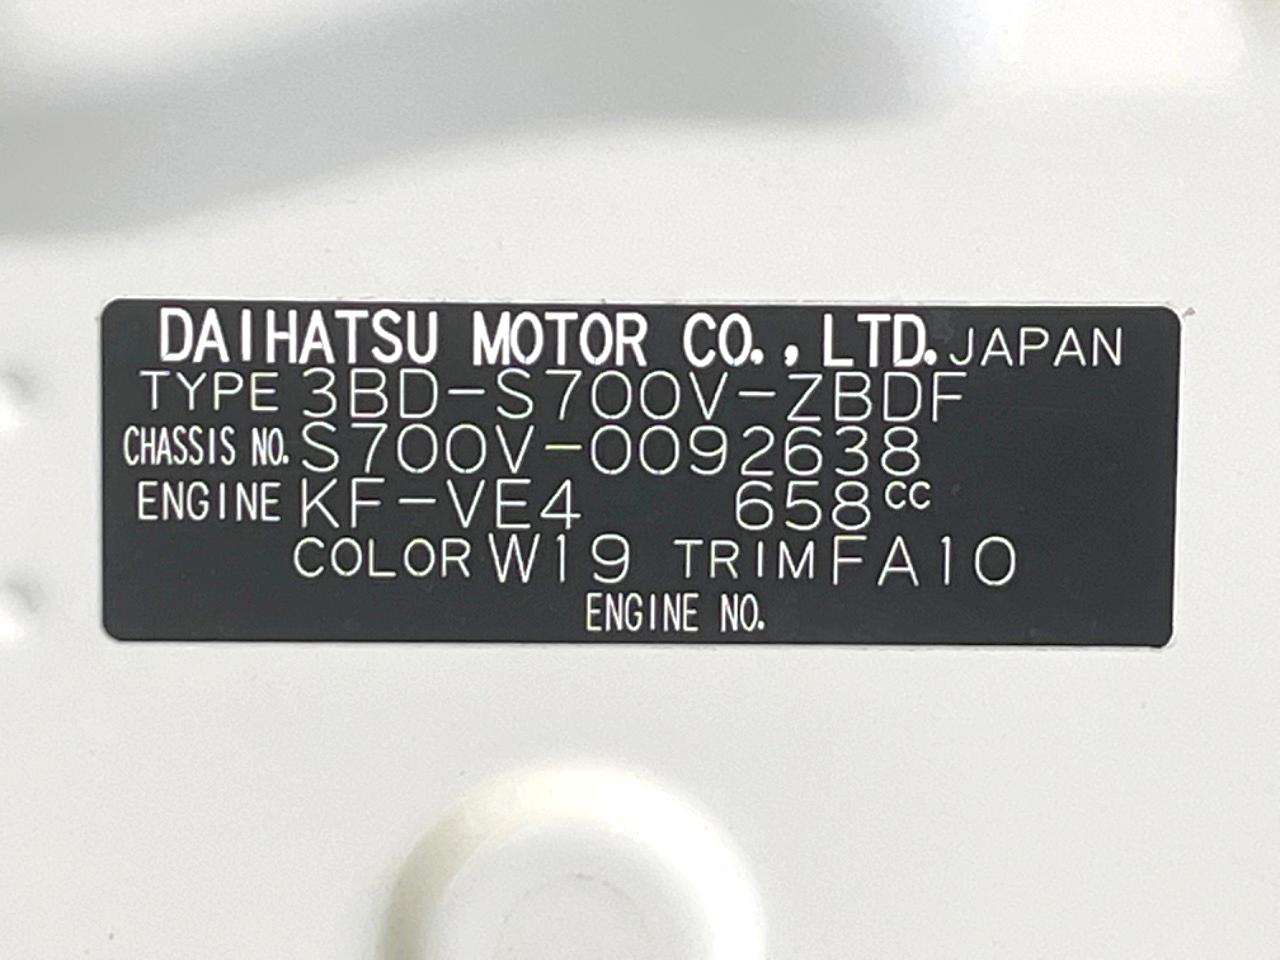 DAIHATSU MOTOR CO., LTD. JAPAN
TYPE 3BD-S700V-ZBDF
CHASSIS NO. S700V-0092638
ENGINE KF-VE4 658cc
COLOR W19 TRIM FA10
ENGINE NO.